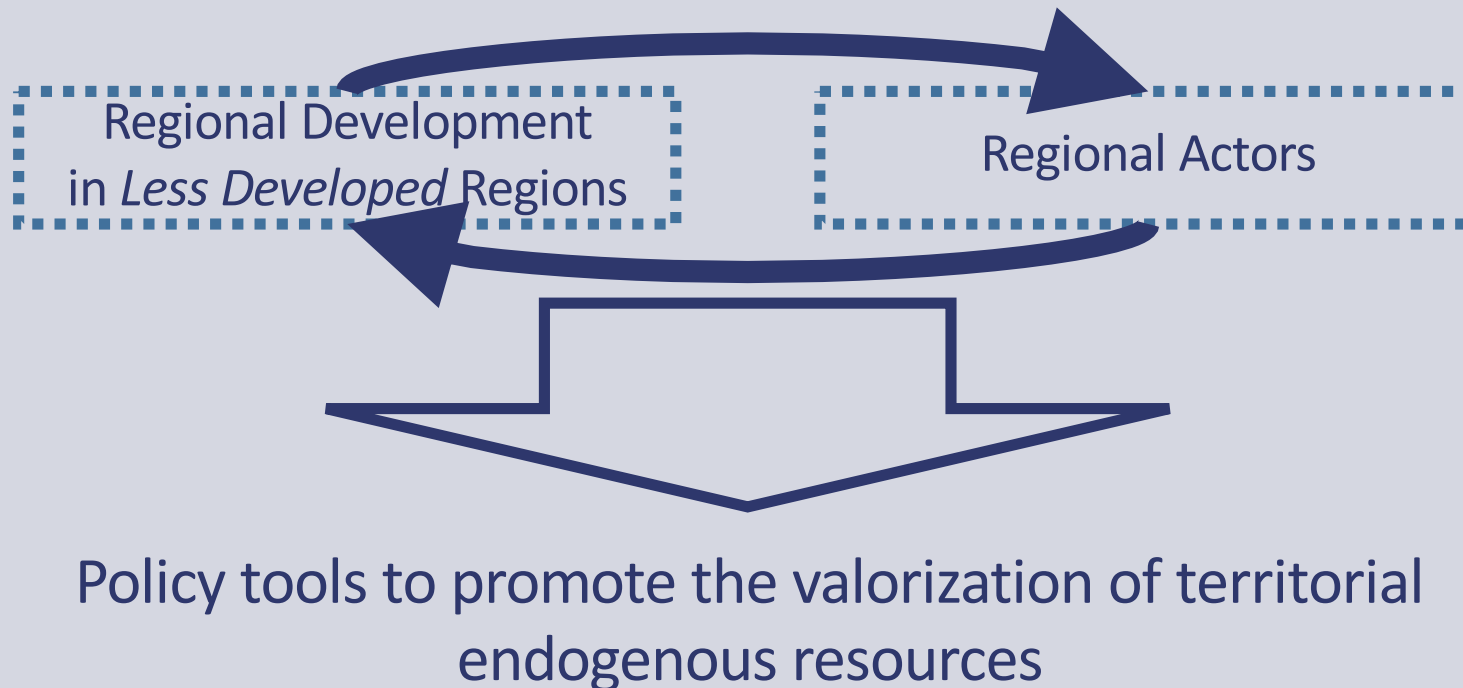 Regional Development
in Less Developed Regions
Regional Actors
Policy tools to promote the valorization of territorial
endogenous resources